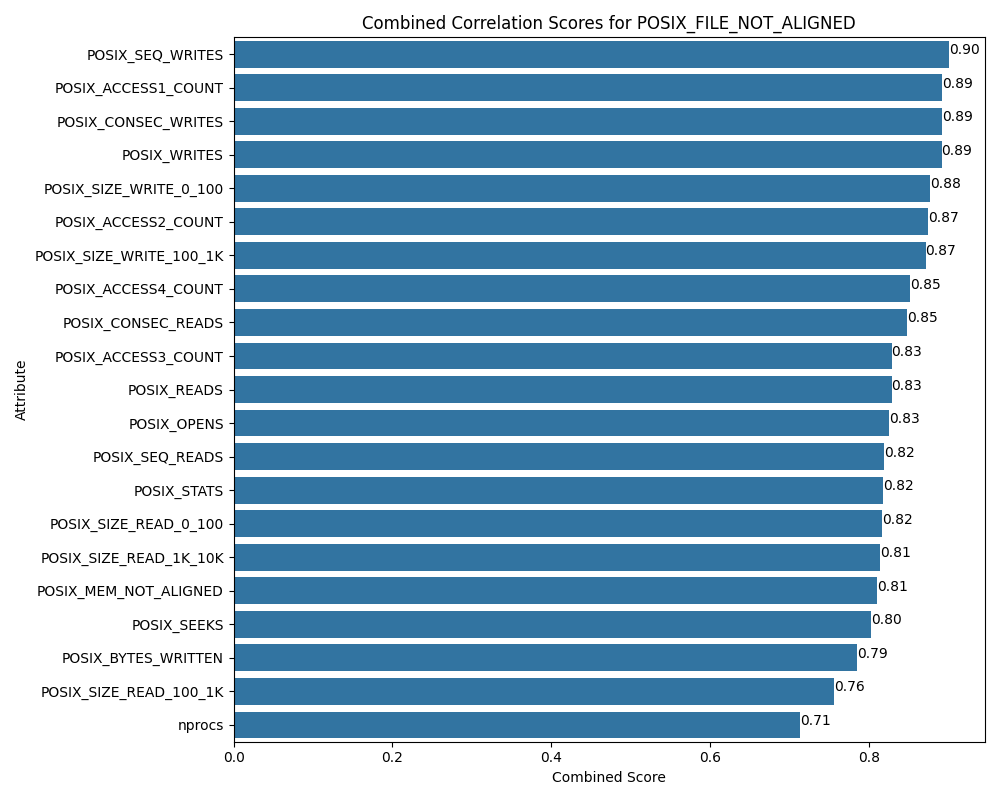 Combined Correlation Scores for POSIX_FILE_NOT_ALIGNED
POSIX_SEQ_WRITES 0.90
POSIX_ACCESS1_COUNT 0.89
POSIX_CONSEC_WRITES 0.89
POSIX_WRITES 0.89
POSIX_SIZE_WRITE_0_100 0.88
POSIX_ACCESS2_COUNT 0.87
POSIX_SIZE_WRITE_100_1K 0.87
POSIX_ACCESS4_COUNT 0.85
POSIX_CONSEC_READS 0.85
POSIX_ACCESS3_COUNT 0.83
POSIX_READS 0.83
POSIX_OPENS 0.83
POSIX_SEQ_READS 0.82
POSIX_STATS 0.82
POSIX_SIZE_READ_0_100 0.82
POSIX_SIZE_READ_1K_10K 0.81
POSIX_MEM_NOT_ALIGNED 0.81
POSIX_SEEKS 0.80
POSIX_BYTES_WRITTEN 0.79
POSIX_SIZE_READ_100_1K 0.76
nprocs 0.71
Attribute
0.0 0.2 0.4 0.6 0.8
Combined Score